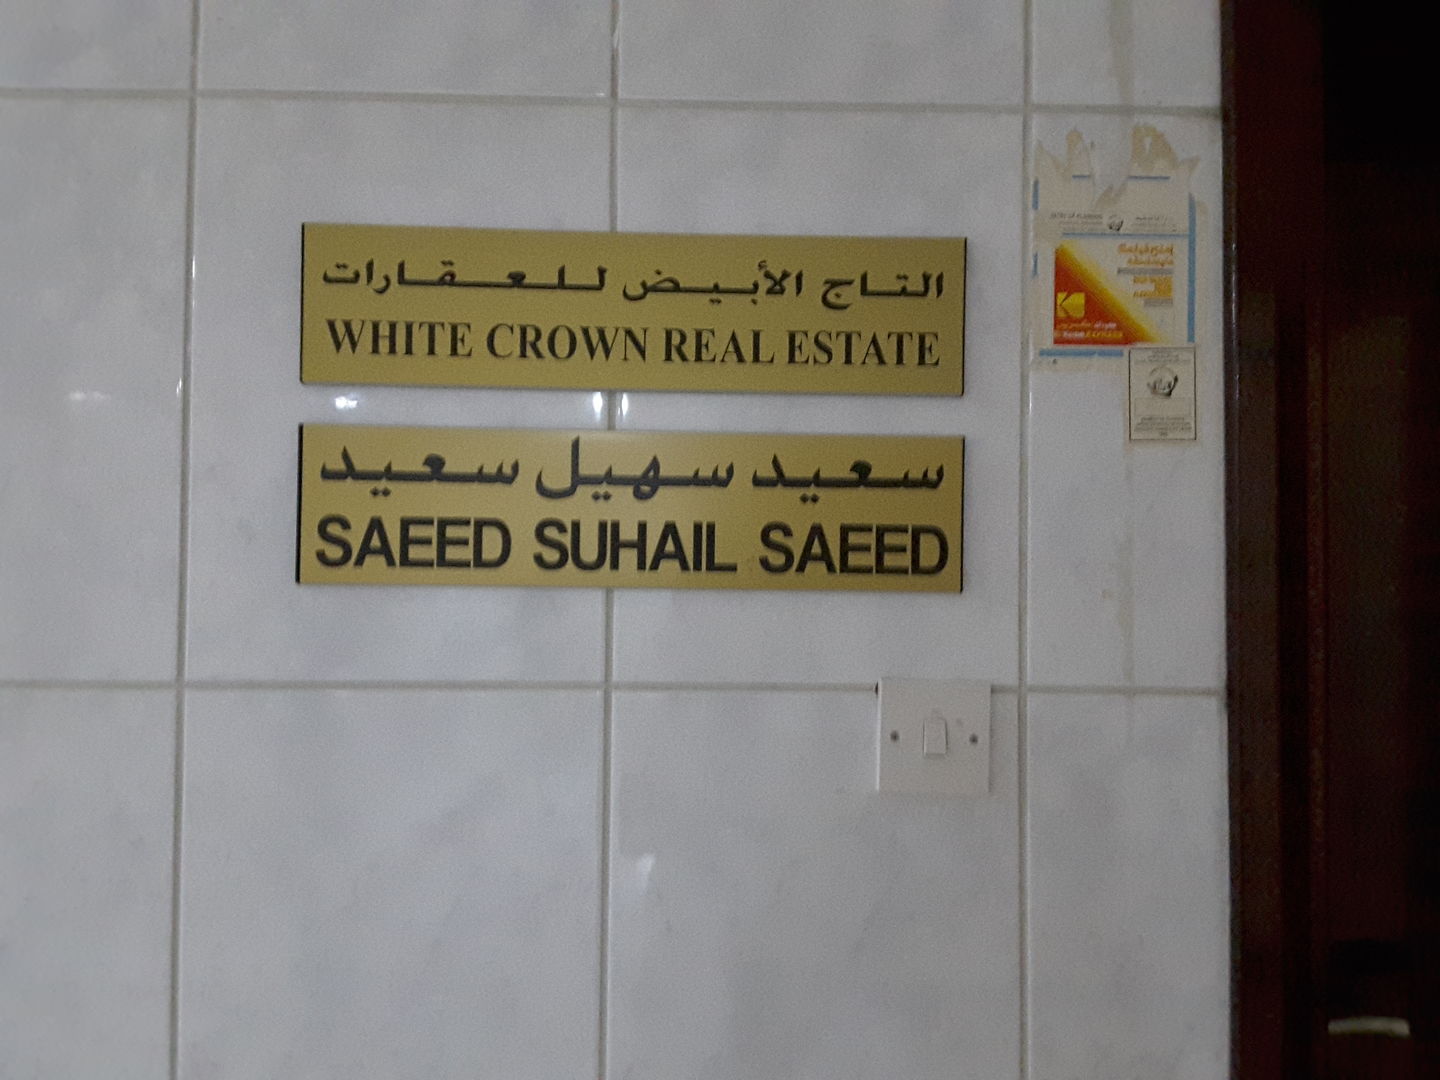 التاج الأبيض للعقارات
WHITE CROWN REAL ESTATE
سعيد سهيل سعيد
SAEED SUHAIL SAEED